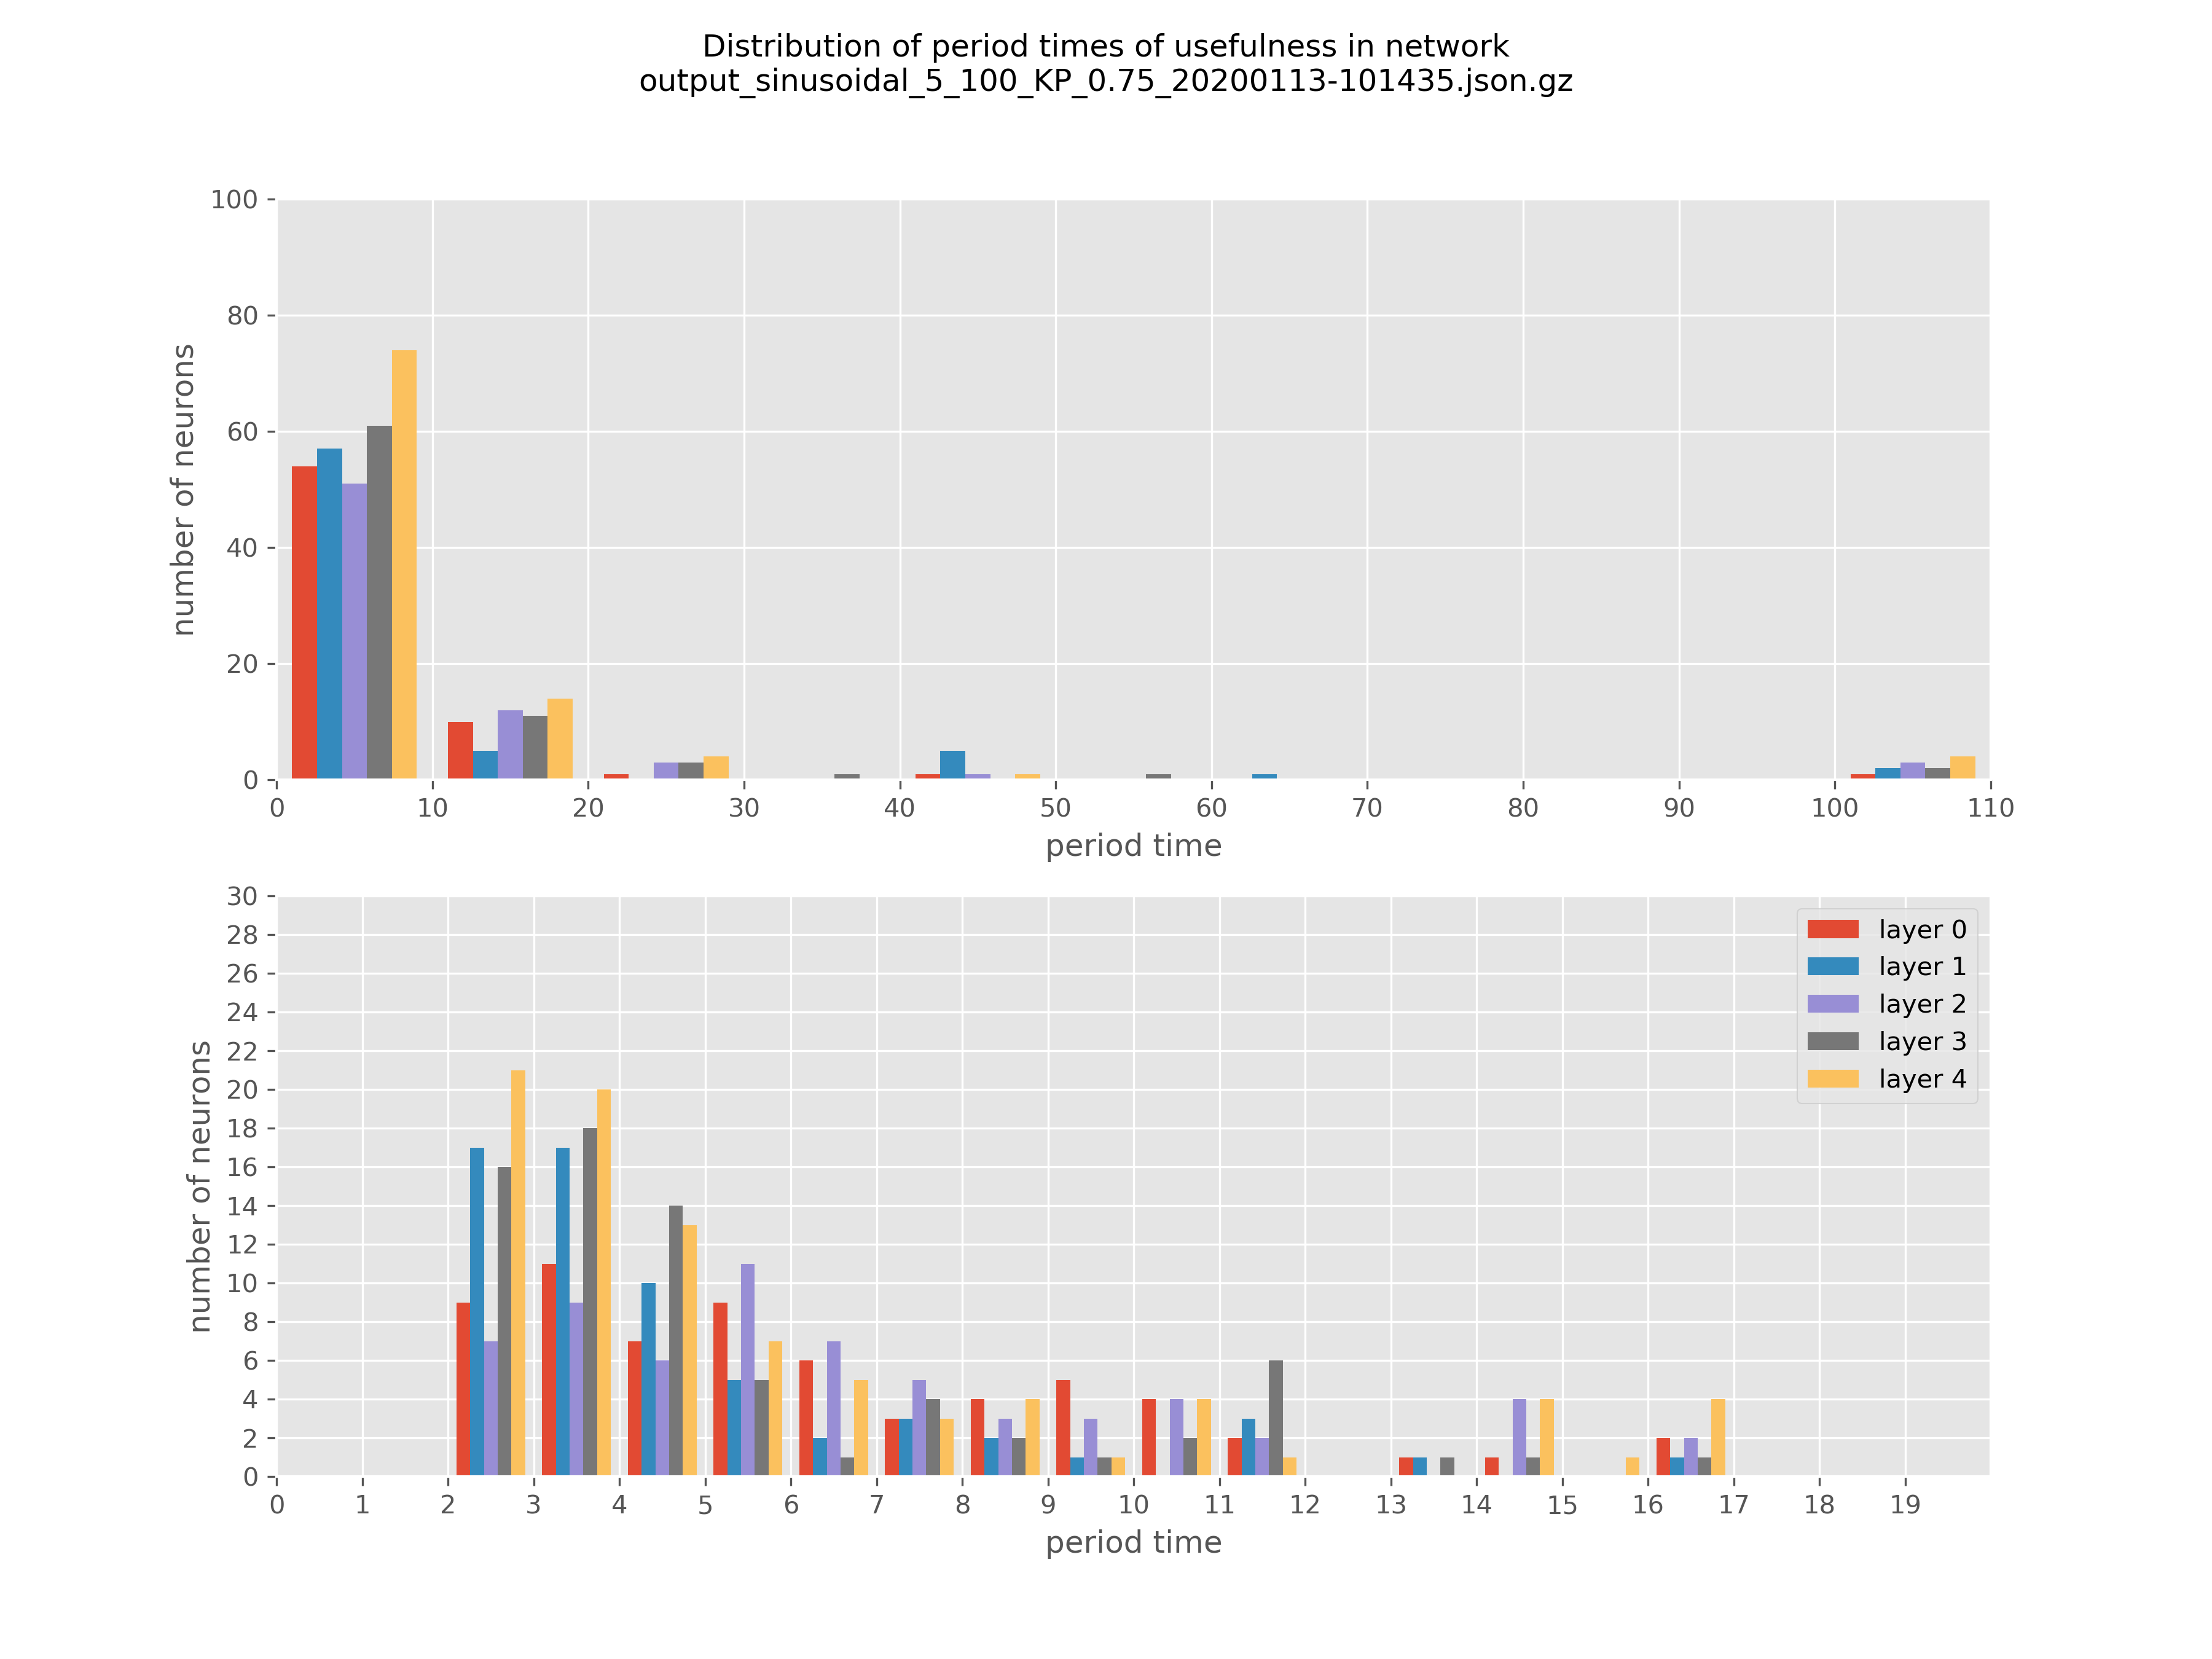 Distribution of period times of usefulness in network
output_sinusoidal_5_100_KP_0.75_20200113-101435.json.gz
number of neurons
100
80
60
40
20
0
0 10 20 30 40 50 60 70 80 90 100 110
period time
number of neurons
30
28
26
24
22
20
18
16
14
12
10
8
6
4
2
0
layer 0
layer 1
layer 2
layer 3
layer 4
0 1 2 3 4 5 6 7 8 9 10 11 12 13 14 15 16 17 18 19
period time